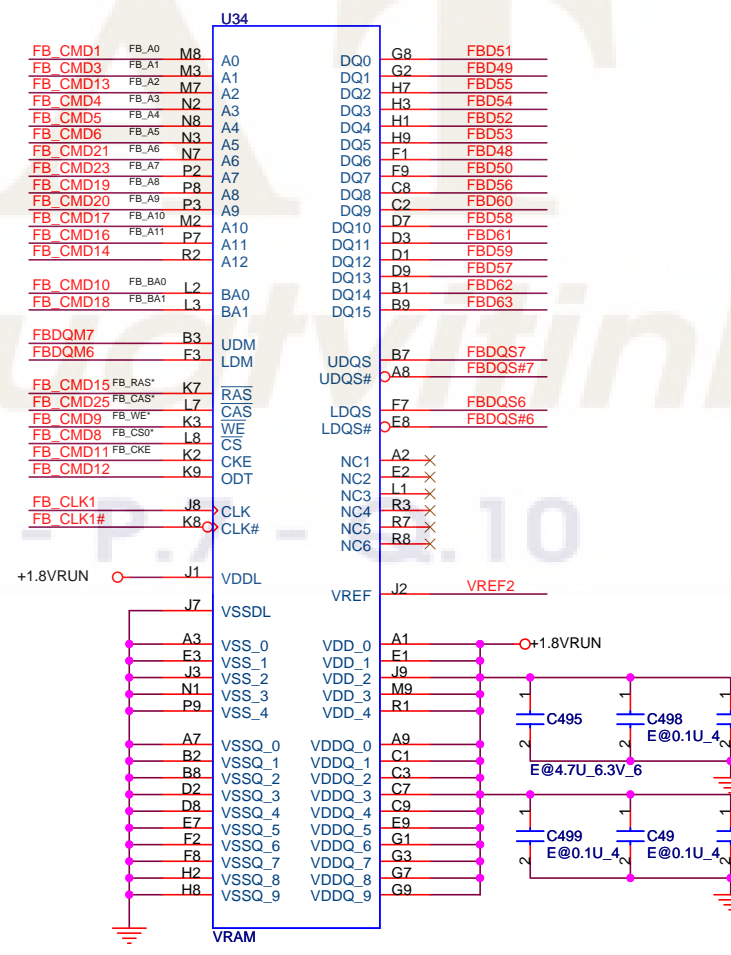 U34
FB_CMD1 FB_A0 M8 A0 DQ0 G8 FBD51
FB_CMD3 FB_A1 M3 A1 DQ1 G2 FBD49
FB_CMD13 FB_A2 M7 A2 DQ2 H7 FBD55
FB_CMD4 FB_A3 N2 A3 DQ3 H3 FBD54
FB_CMD5 FB_A4 N8 A4 DQ4 H1 FBD52
FB_CMD6 FB_A5 N3 A5 DQ5 H9 FBD53
FB_CMD21 FB_A6 N7 A6 DQ6 F1 FBD48
FB_CMD23 FB_A7 P2 A7 DQ7 F9 FBD50
FB_CMD19 FB_A8 P8 A8 DQ8 C8 FBD56
FB_CMD20 FB_A9 P3 A9 DQ9 C2 FBD60
FB_CMD17 FB_A10 M2 A10 DQ10 D7 FBD58
FB_CMD16 FB_A11 P7 A11 DQ11 D3 FBD61
FB_CMD14 R2 A12 DQ12 D1 FBD59
DQ13 D9 FBD57
FB_CMD10 FB_BA0 L2 BA0 DQ14 B1 FBD62
FB_CMD18 FB_BA1 L3 BA1 DQ15 B9 FBD63
FBDQM7 B3 UDM
FBDQM6 F3 LDM
UDQS B7 FBDQS7
UDQS# A8 FBDQS#7
FB_CMD15 FB_RAS* K7 RAS
FB_CMD25 FB_CAS* L7 CAS LDQS F7 FBDQS6
FB_CMD9 FB_WE* K3 WE LDQS# E8 FBDQS#6
FB_CMD8 FB_CS0* L8 CS
FB_CMD11 FB_CKE K2 CKE NC1 A2
FB_CMD12 K9 ODT NC2 E2
NC3 L1
FB_CLK1 J8 CLK NC4 R3
FB_CLK1# K8 CLK# NC5 R7
NC6 R8
+1.8VRUN J1 VDDL
VREF J2 VREF2
J7 VSSDL
A3 VSS_0 VDD_0 A1 +1.8VRUN
E3 VSS_1 VDD_1 E1
J3 VSS_2 VDD_2 J9
N1 VSS_3 VDD_3 M9
P9 VSS_4 VDD_4 R1
1 1 1
C495 C498
E@0.1U_4
2 2 2
E@4.7U_6.3V_6
A7 VSSQ_0 VDDQ_0 A9
B2 VSSQ_1 VDDQ_1 C1
B8 VSSQ_2 VDDQ_2 C3
D2 VSSQ_3 VDDQ_3 C7
D8 VSSQ_4 VDDQ_4 C9
E7 VSSQ_5 VDDQ_5 E9
F2 VSSQ_6 VDDQ_6 G1
F8 VSSQ_7 VDDQ_7 G3
H2 VSSQ_8 VDDQ_8 G7
H8 VSSQ_9 VDDQ_9 G9
1 1 1
C499 C49
E@0.1U_4 E@0.1U_4
2 2 2
VRAM